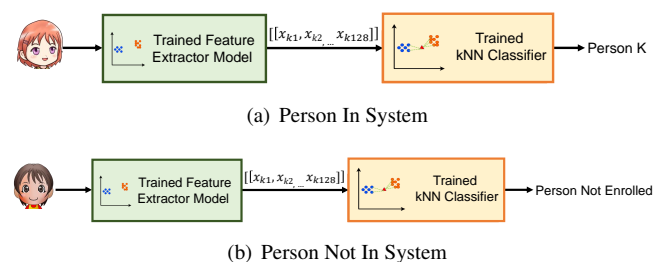 [[x_{k1}, x_{k2}, ... x_{k128}]]
Trained Feature
Extractor Model
Trained
kNN Classifier
Person K
(a) Person In System
[[x_{k1}, x_{k2}, ... x_{k128}]]
Trained Feature
Extractor Model
Trained
kNN Classifier
Person Not Enrolled
(b) Person Not In System